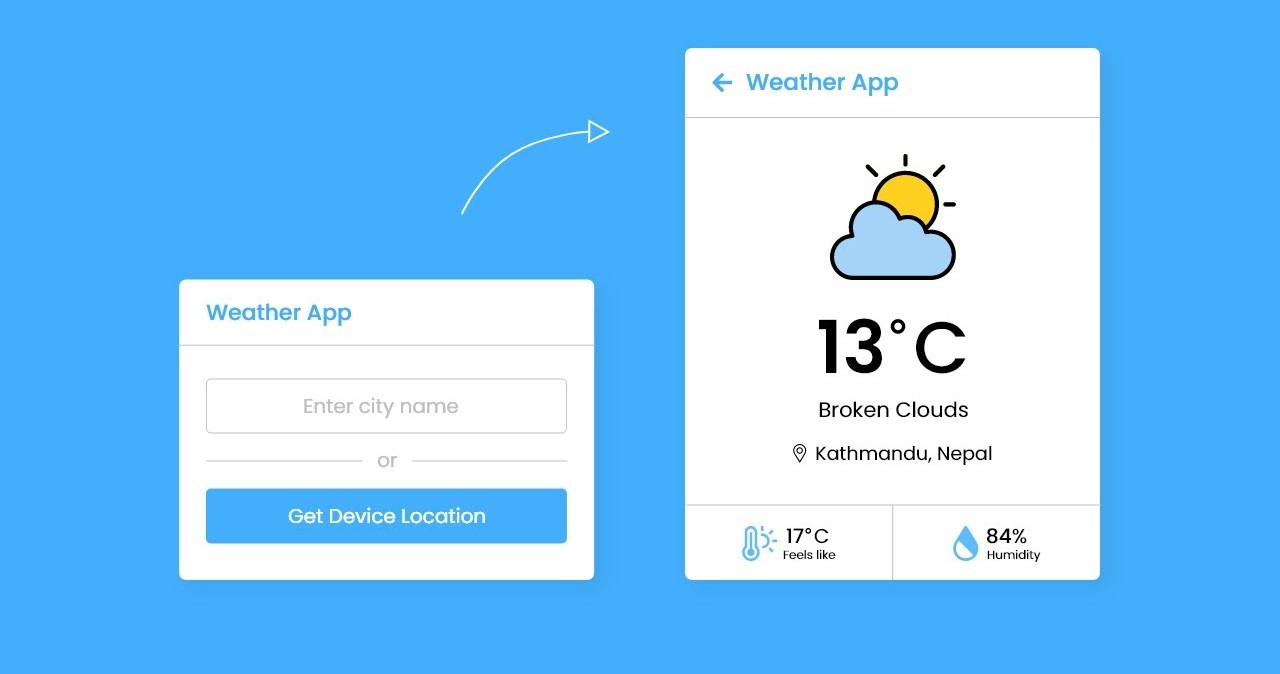 Weather App
Enter city name
or
Get Device Location
Weather App
13°C
Broken Clouds
Kathmandu, Nepal
17°C
Feels like
84%
Humidity